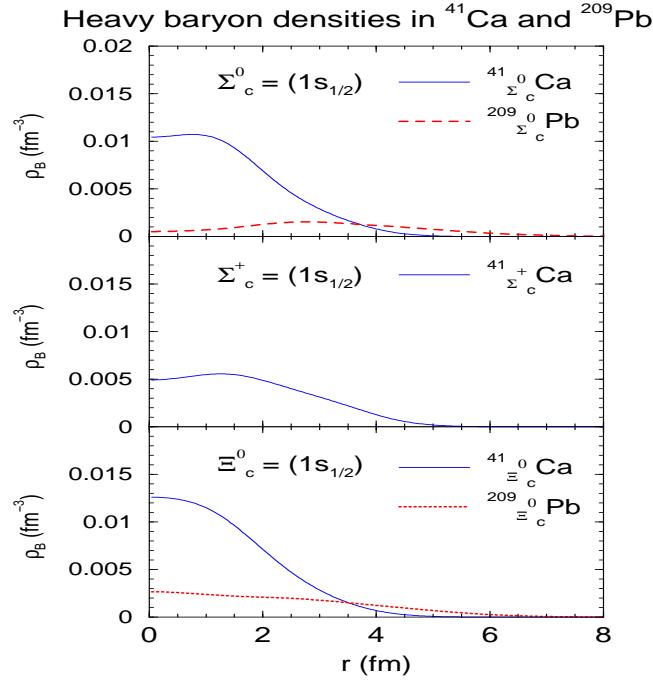 Heavy baryon densities in ⁴¹Ca and ²⁰⁹Pb
0.02
Σ⁰c = (1s1/2)
⁴¹Σ⁰cCa
0.015
²⁰⁹Σ⁰cPb
ρB (fm⁻³)
0.01
0.005
0
Σ⁺c = (1s1/2)
⁴¹Σ⁺cCa
0.015
ρB (fm⁻³)
0.01
0.005
0
Ξ⁰c = (1s1/2)
⁴¹Ξ⁰cCa
0.015
²⁰⁹Ξ⁰cPb
ρB (fm⁻³)
0.01
0.005
0
0 2 4 6 8
r (fm)